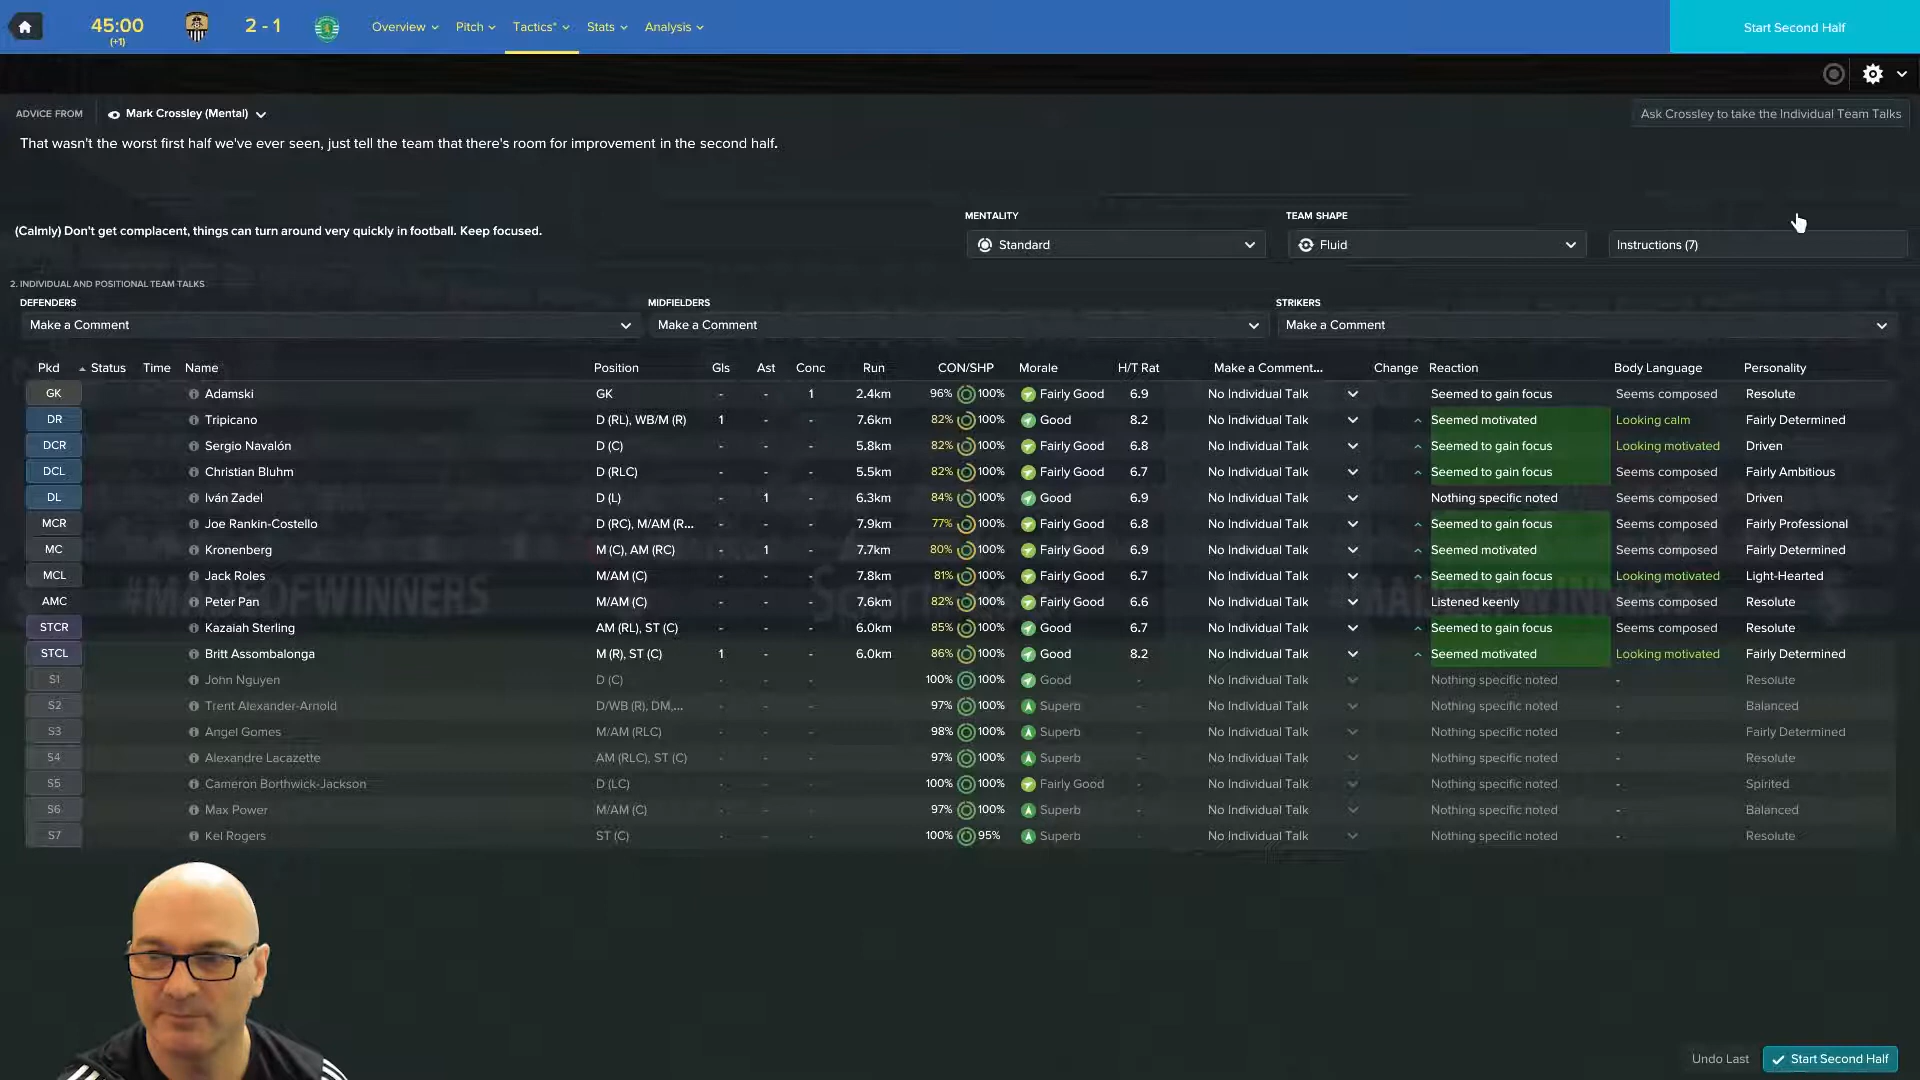 45:00
(+1)
2 - 1
Overview
Pitch
Tactics*
Stats
Analysis
Start Second Half
ADVICE FROM
Mark Crossley (Mental)
Ask Crossley to take the Individual Team Talks
That wasn't the worst first half we've ever seen, just tell the team that there's room for improvement in the second half.
MENTALITY
TEAM SHAPE
(Calmly) Don't get complacent, things can turn around very quickly in football. Keep focused.
Standard
Fluid
Instructions (7)
2. INDIVIDUAL AND POSITIONAL TEAM TALKS
DEFENDERS
MIDFIELDERS
STRIKERS
Make a Comment
Make a Comment
Make a Comment
Pkd Status Time Name Position Gls Ast Conc Run CON/SHP Morale H/T Rat Make a Comment... Change Reaction Body Language Personality
GK Adamski GK - - 1 2.4km 96% 100% Fairly Good 6.9 No Individual Talk Seemed to gain focus Seems composed Resolute
DR Tripicano D (RL), WB/M (R) 1 - - 7.6km 82% 100% Good 8.2 No Individual Talk Seemed motivated Looking calm Fairly Determined
DCR Sergio Navalón D (C) - - - 5.8km 82% 100% Fairly Good 6.8 No Individual Talk Seemed to gain focus Looking motivated Driven
DCL Christian Bluhm D (RLC) - - - 5.5km 82% 100% Fairly Good 6.7 No Individual Talk Seemed to gain focus Seems composed Fairly Ambitious
DL Iván Zadel D (L) - 1 - 6.3km 84% 100% Good 6.9 No Individual Talk Nothing specific noted Seems composed Driven
MCR Joe Rankin-Costello D (RC), M/AM (R... - - - 7.9km 77% 100% Fairly Good 6.8 No Individual Talk Seemed to gain focus Seems composed Fairly Professional
MC Kronenberg M (C), AM (RC) - 1 - 7.7km 80% 100% Fairly Good 6.9 No Individual Talk Seemed motivated Seems composed Fairly Determined
MCL Jack Roles M/AM (C) - - - 7.8km 81% 100% Fairly Good 6.7 No Individual Talk Seemed to gain focus Looking motivated Light-Hearted
AMC Peter Pan M/AM (C) - - - 7.6km 82% 100% Fairly Good 6.6 No Individual Talk Listened keenly Seems composed Resolute
STCR Kazaiah Sterling AM (RL), ST (C) - - - 6.0km 85% 100% Good 6.7 No Individual Talk Seemed to gain focus Seems composed Resolute
STCL Britt Assombalonga M (R), ST (C) 1 - - 6.0km 86% 100% Good 8.2 No Individual Talk Seemed motivated Looking motivated Fairly Determined
S1 John Nguyen D (C) - - - 100% 100% Good - No Individual Talk Nothing specific noted - Resolute
S2 Trent Alexander-Arnold D/WB (R), DM,... - - - 97% 100% Superb - No Individual Talk Nothing specific noted - Balanced
S3 Angel Gomes M/AM (RLC) - - - 98% 100% Superb - No Individual Talk Nothing specific noted - Fairly Determined
S4 Alexandre Lacazette AM (RLC), ST (C) - - - 97% 100% Superb - No Individual Talk Nothing specific noted - Resolute
S5 Cameron Borthwick-Jackson D (LC) - - - 100% 100% Fairly Good - No Individual Talk Nothing specific noted - Spirited
S6 Max Power M/AM (C) - - - 97% 100% Superb - No Individual Talk Nothing specific noted - Balanced
S7 Kel Rogers ST (C) - - - 100% 95% Superb - No Individual Talk Nothing specific noted - Resolute
Undo Last
Start Second Half